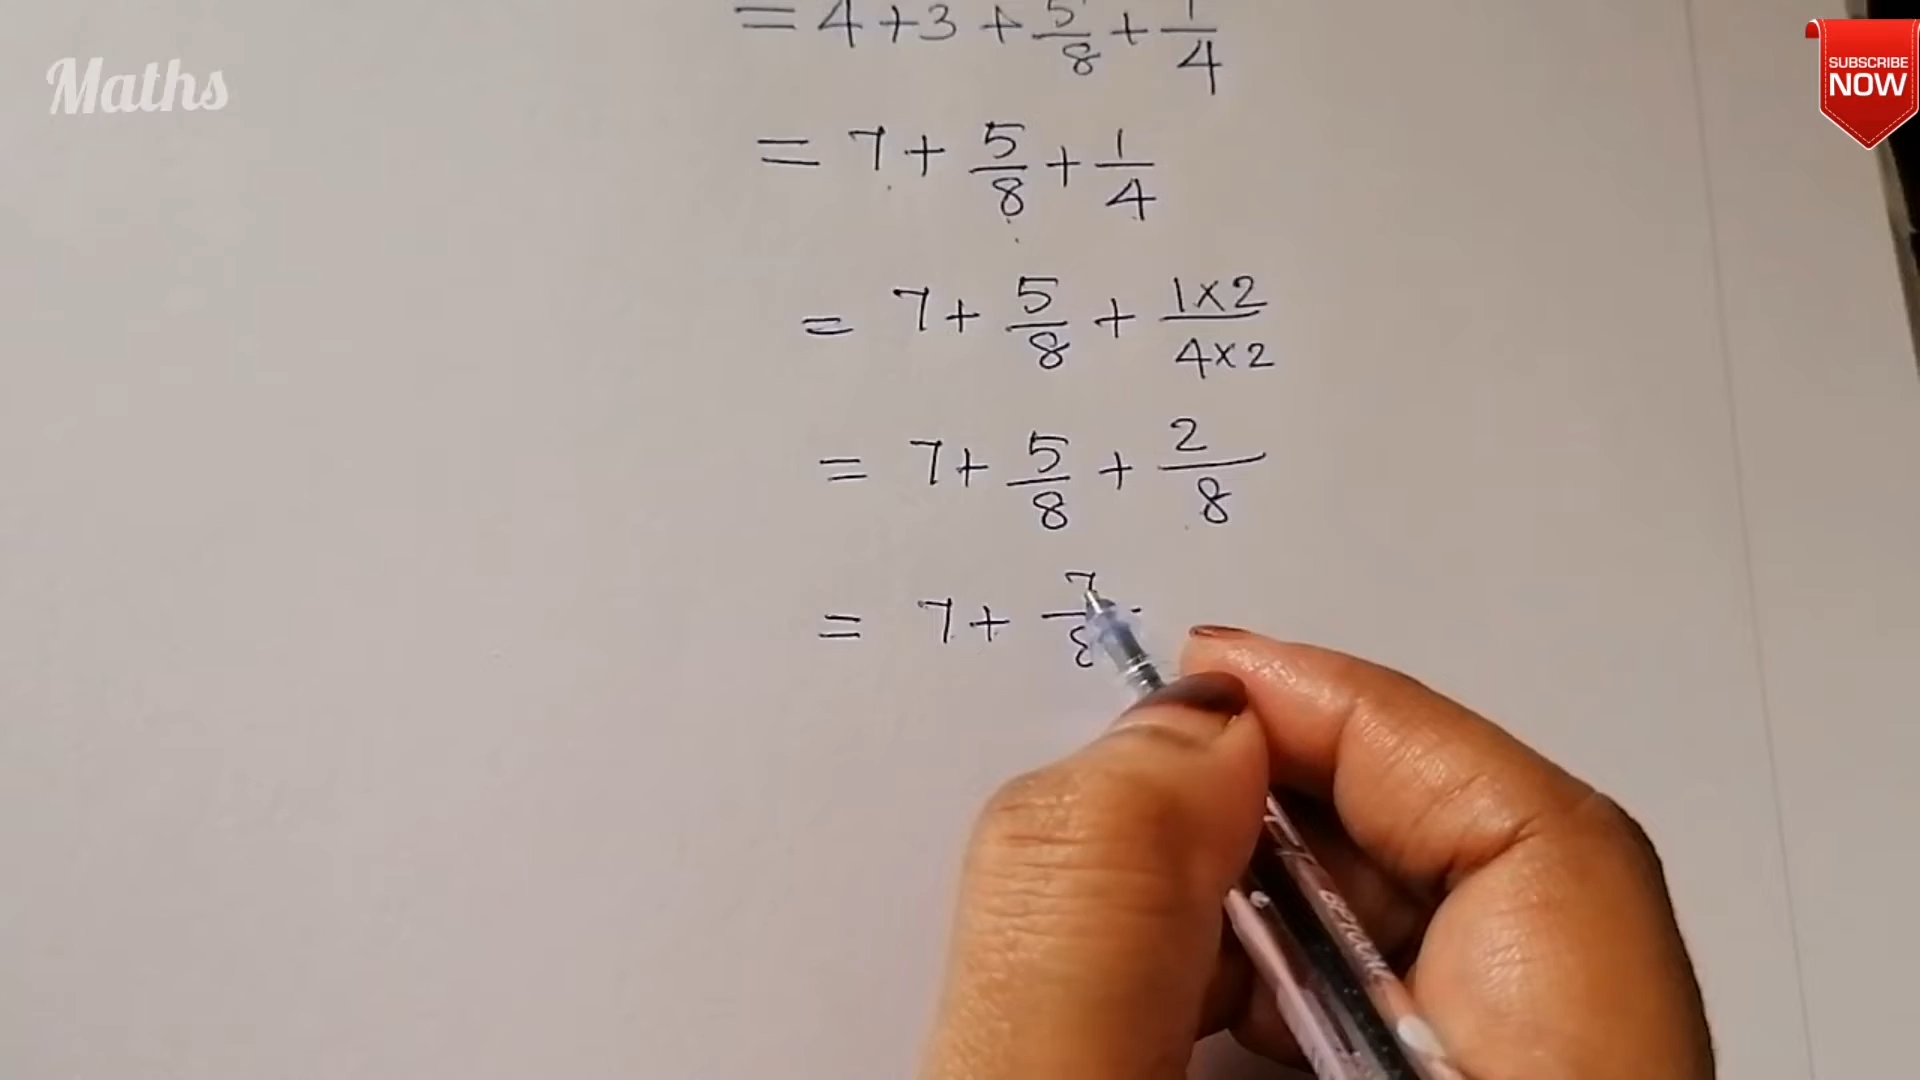 = 4 + 3 + 5/8 + 1/4
Maths
SUBSCRIBE
NOW
= 7 + 5/8 + 1/4
= 7 + 5/8 + 1×2/4×2
= 7 + 5/8 + 2/8
= 7 + 7/8